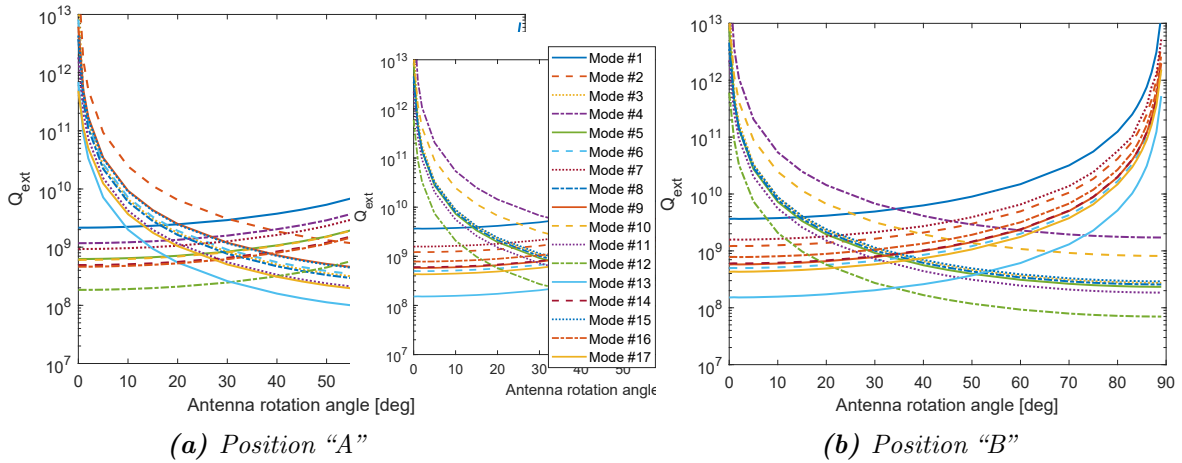 10^13
10^12
10^11
10^10
10^9
10^8
10^7
Q_ext
0 10 20 30 40 50
Antenna rotation angle [deg]
10^13
10^12
10^11
10^10
10^9
10^8
10^7
Q_ext
0 10 20 30 40 50
Antenna rotation angle [deg]
Mode #1
Mode #2
Mode #3
Mode #4
Mode #5
Mode #6
Mode #7
Mode #8
Mode #9
Mode #10
Mode #11
Mode #12
Mode #13
Mode #14
Mode #15
Mode #16
Mode #17
10^13
10^12
10^11
10^10
10^9
10^8
10^7
Q_ext
0 10 20 30 40 50 60 70 80 90
Antenna rotation angle [deg]
(a) Position “A”
(b) Position “B”